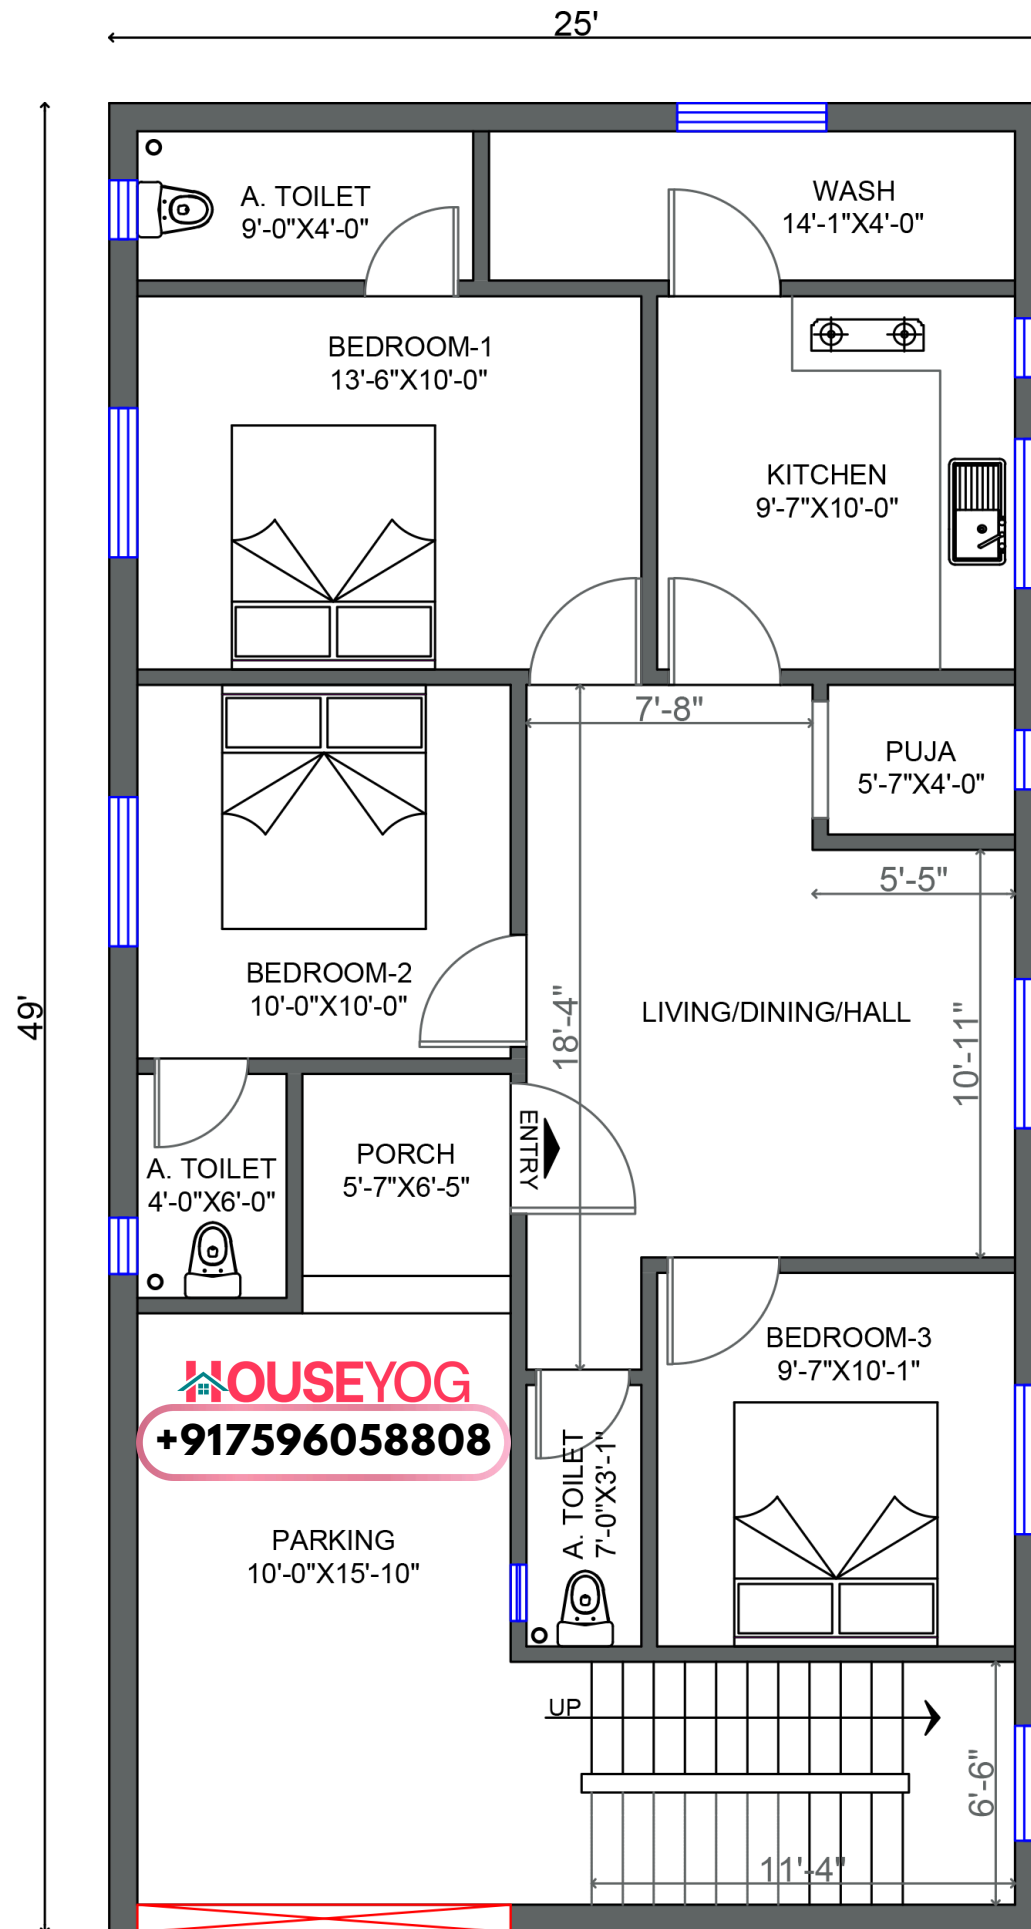 25'
49'
A. TOILET
9'-0"X4'-0"
WASH
14'-1"X4'-0"
BEDROOM-1
13'-6"X10'-0"
KITCHEN
9'-7"X10'-0"
7'-8"
PUJA
5'-7"X4'-0"
5'-5"
BEDROOM-2
10'-0"X10'-0"
18'-4"
LIVING/DINING/HALL
10'-11"
ENTRY
A. TOILET
4'-0"X6'-0"
PORCH
5'-7"X6'-5"
HOUSEYOG
+917596058808
BEDROOM-3
9'-7"X10'-1"
A. TOILET
7'-0"X3'-1"
PARKING
10'-0"X15'-10"
UP
6'-6"
11'-4"